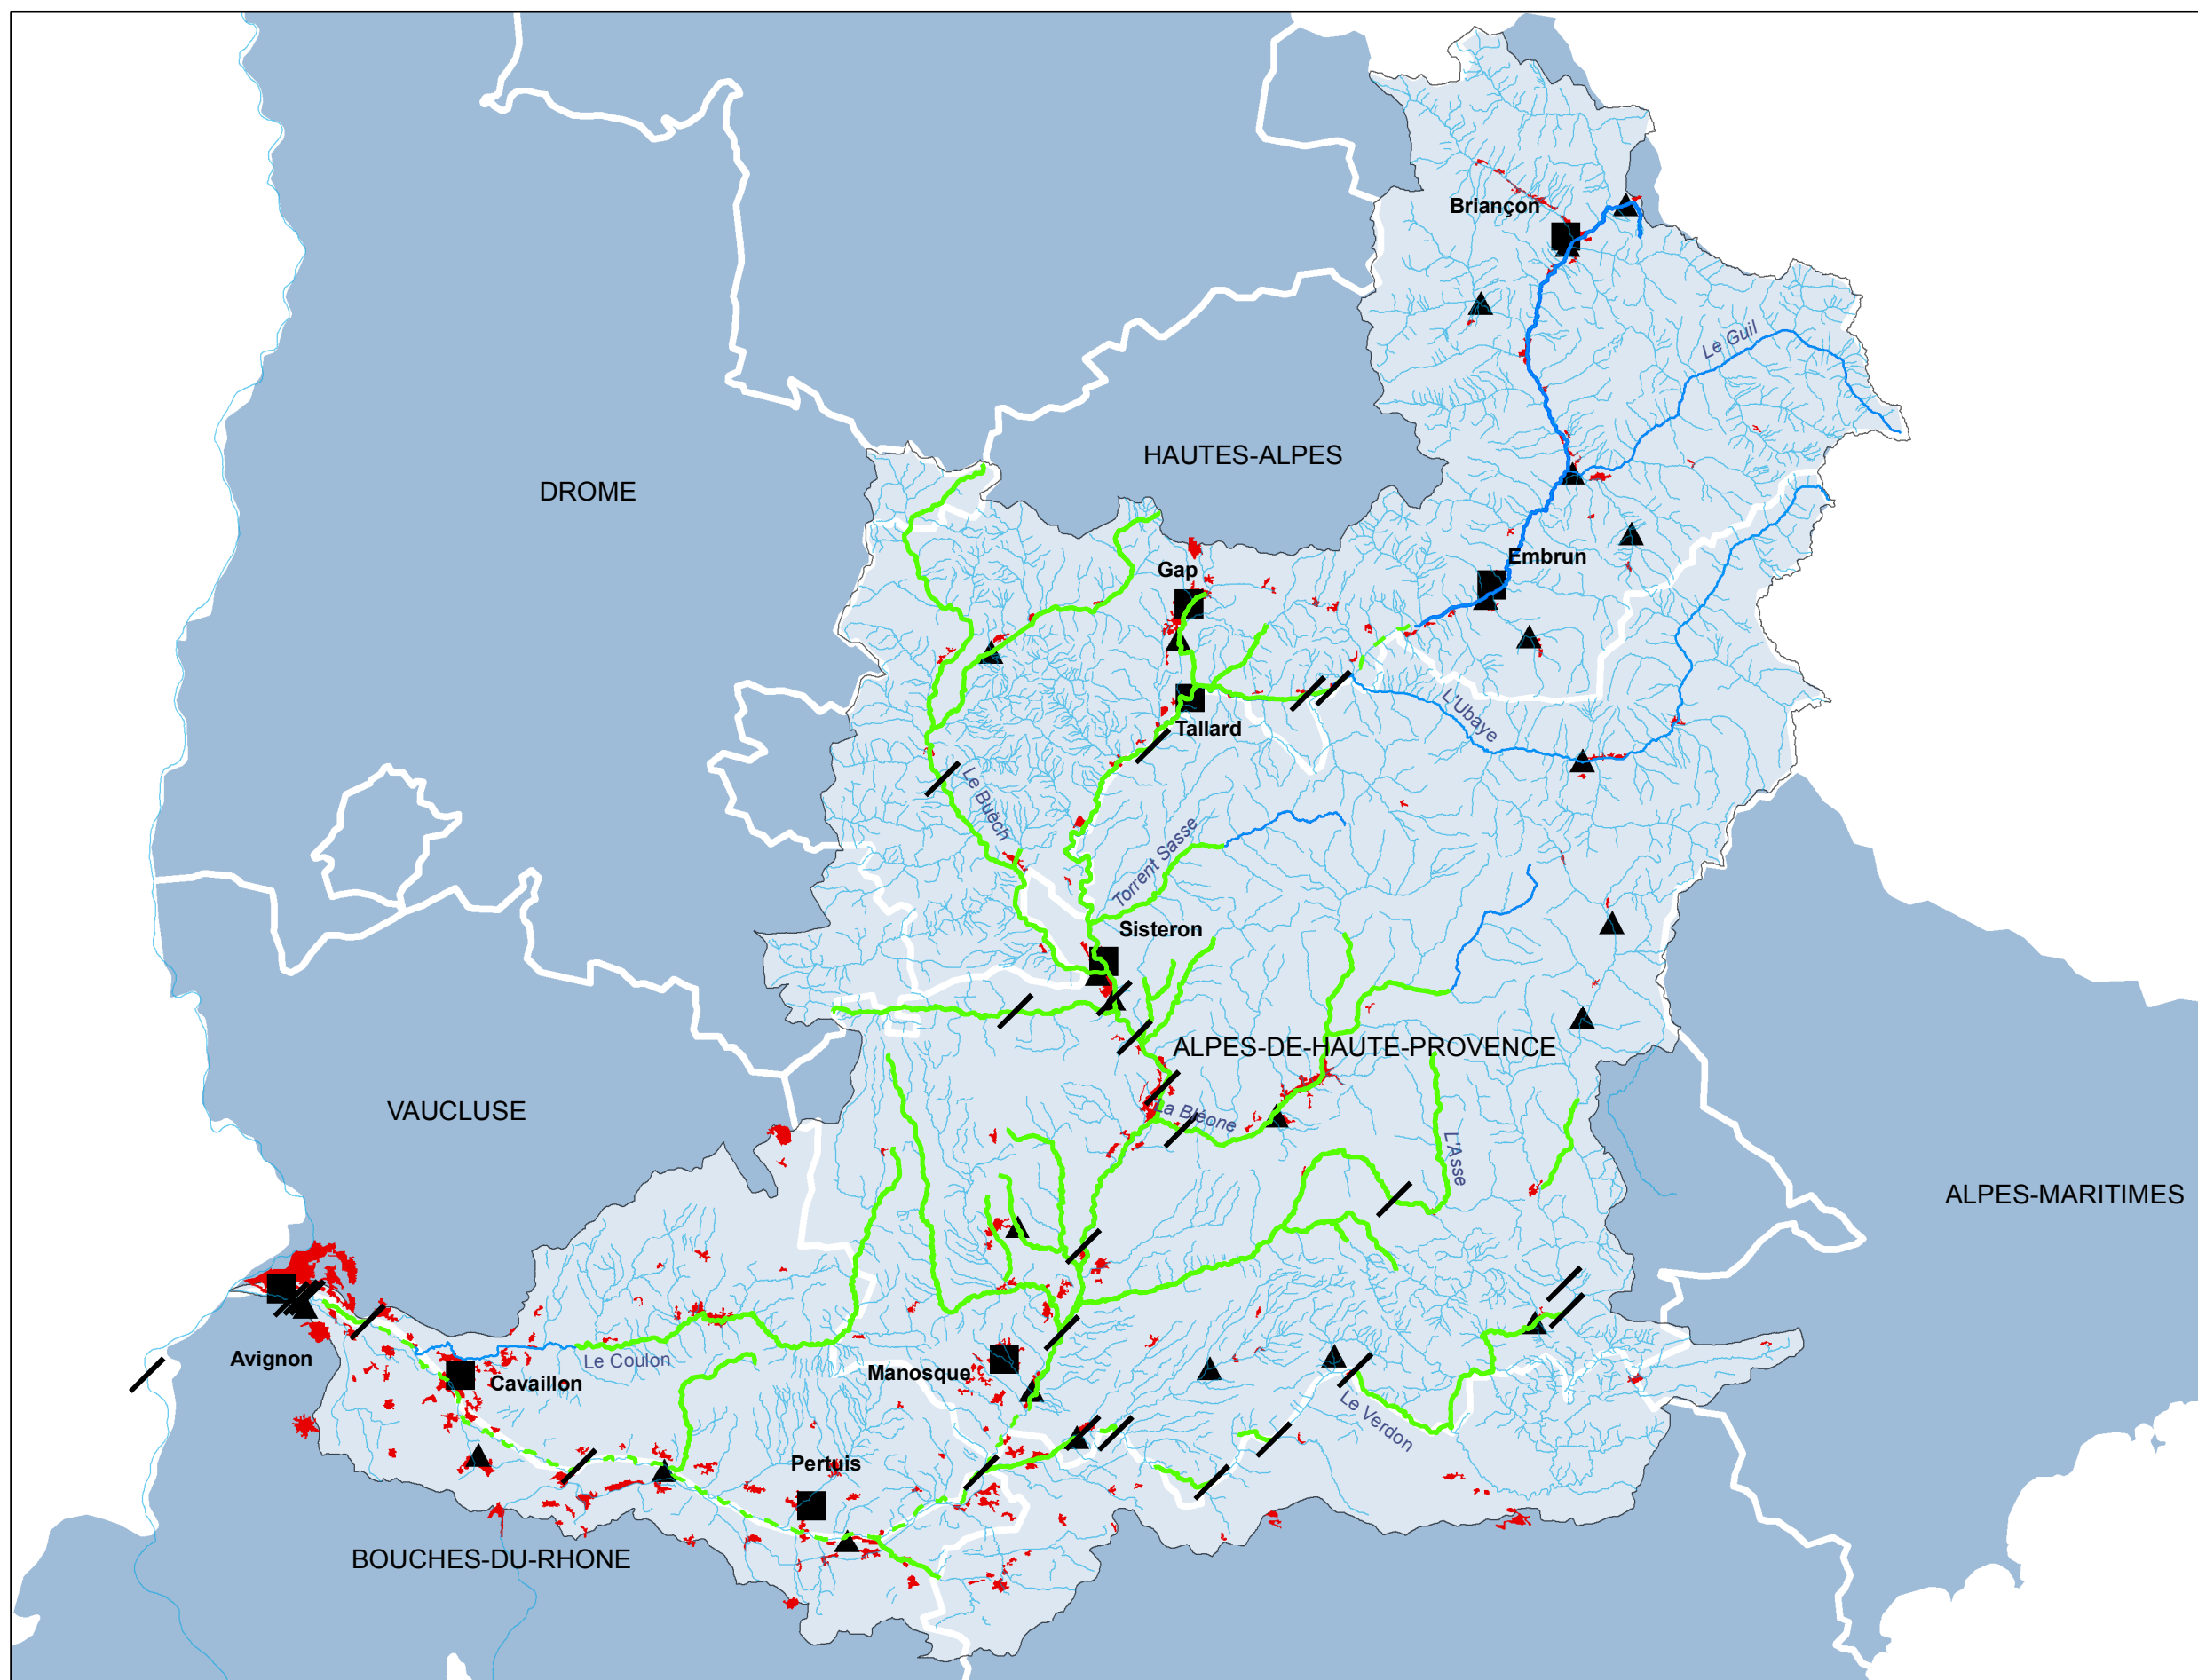 Briançon
Le Guil
HAUTES-ALPES
DROME
Embrun
Gap
L'Ubaye
Tallard
Le Buëch
Torrent Sasse
Sisteron
ALPES-DE-HAUTE-PROVENCE
VAUCLUSE
La Bléone
L'Asse
ALPES-MARITIMES
Avignon
Le Coulon
Manosque
Cavaillon
Le Verdon
Pertuis
BOUCHES-DU-RHONE